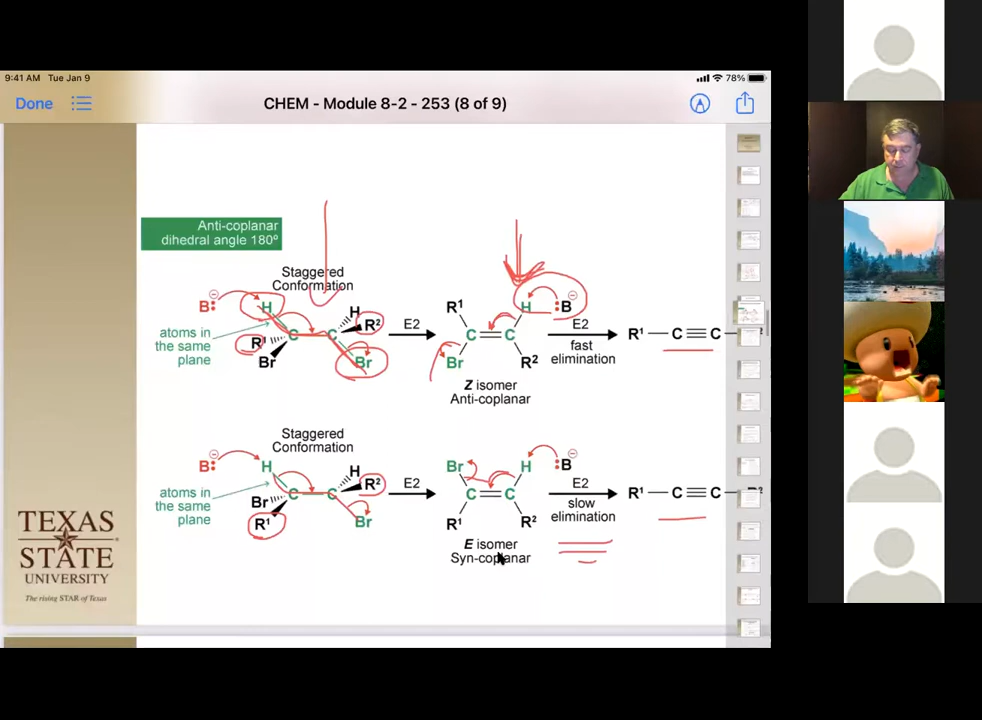 9:41 AM Tue Jan 9
78%
Done
CHEM - Module 8-2 - 253 (8 of 9)
Anti-coplanar
dihedral angle 180º
Staggered
Conformation
B:
⊖
H
H
R²
atoms in
the same
plane
C
C
R¹
Br
Br
E2
R¹
H
:B
⊖
C
C
Br
R²
Z isomer
Anti-coplanar
E2
fast
elimination
R¹ — C ≡ C — R²
Staggered
Conformation
B:
⊖
H
H
R²
atoms in
the same
plane
C
C
Br
R¹
Br
E2
Br
H
:B
⊖
C
C
R¹
R²
E isomer
Syn-coplanar
E2
slow
elimination
R¹ — C ≡ C — R²
TEXAS
STATE
UNIVERSITY
The rising STAR of Texas